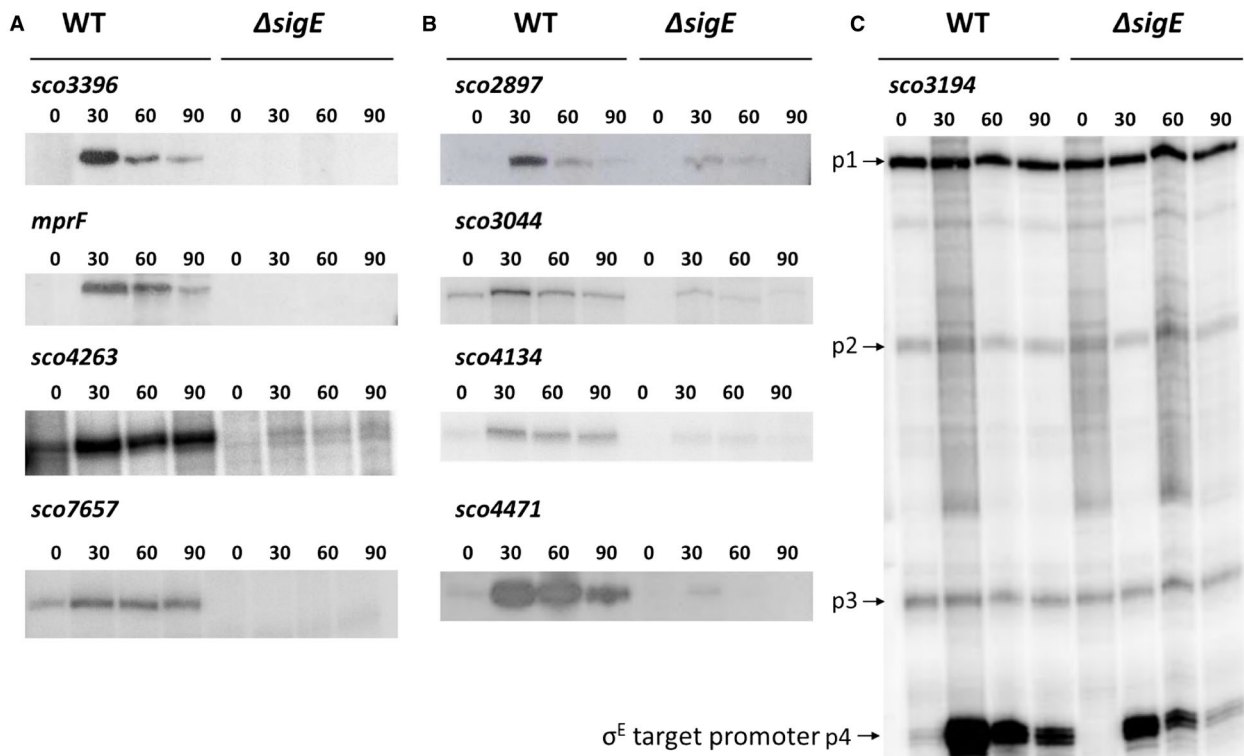 A WT ΔsigE
sco3396
0 30 60 90 0 30 60 90
mprF
0 30 60 90 0 30 60 90
sco4263
0 30 60 90 0 30 60 90
sco7657
0 30 60 90 0 30 60 90
B WT ΔsigE
sco2897
0 30 60 90 0 30 60 90
sco3044
0 30 60 90 0 30 60 90
sco4134
0 30 60 90 0 30 60 90
sco4471
0 30 60 90 0 30 60 90
C WT ΔsigE
sco3194
0 30 60 90 0 30 60 90
p1→
p2→
p3→
σᴱ target promoter p4→